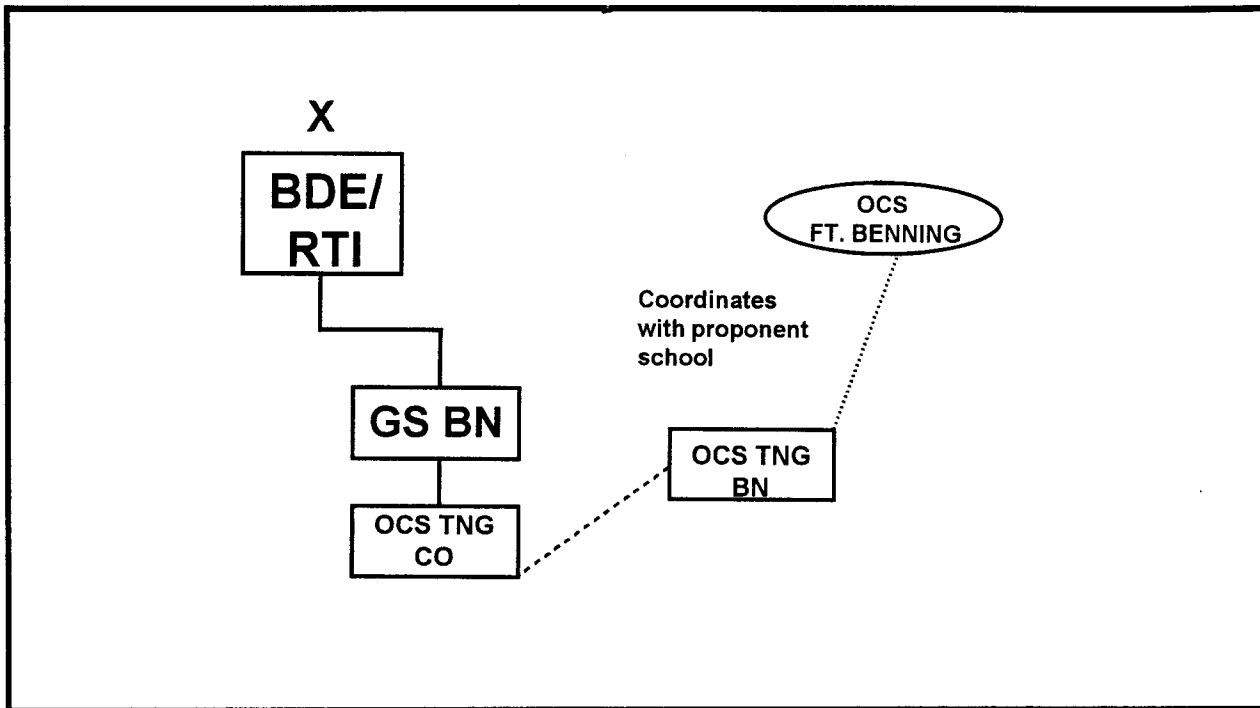 X
BDE/
RTI
GS BN
OCS TNG
CO
Coordinates
with proponent
school
OCS
FT. BENNING
OCS TNG
BN